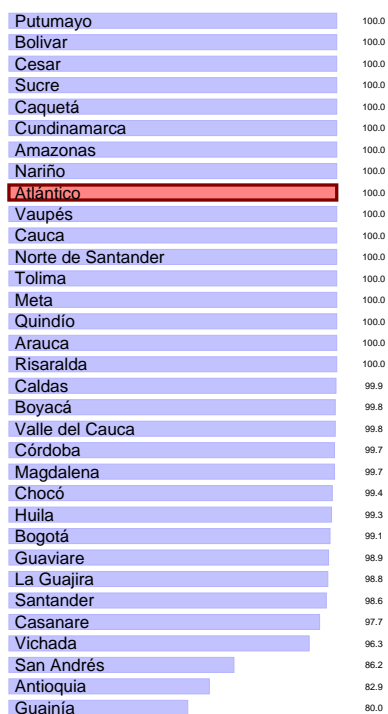 Putumayo 100.0
Bolivar 100.0
Cesar 100.0
Sucre 100.0
Caquetá 100.0
Cundinamarca 100.0
Amazonas 100.0
Nariño 100.0
Atlántico 100.0
Vaupés 100.0
Cauca 100.0
Norte de Santander 100.0
Tolima 100.0
Meta 100.0
Quindío 100.0
Arauca 100.0
Risaralda 100.0
Caldas 99.9
Boyacá 99.8
Valle del Cauca 99.8
Córdoba 99.7
Magdalena 99.7
Chocó 99.4
Huila 99.3
Bogotá 99.1
Guaviare 98.9
La Guajira 98.8
Santander 98.6
Casanare 97.7
Vichada 96.3
San Andrés 86.2
Antioquia 82.9
Guainía 80.0